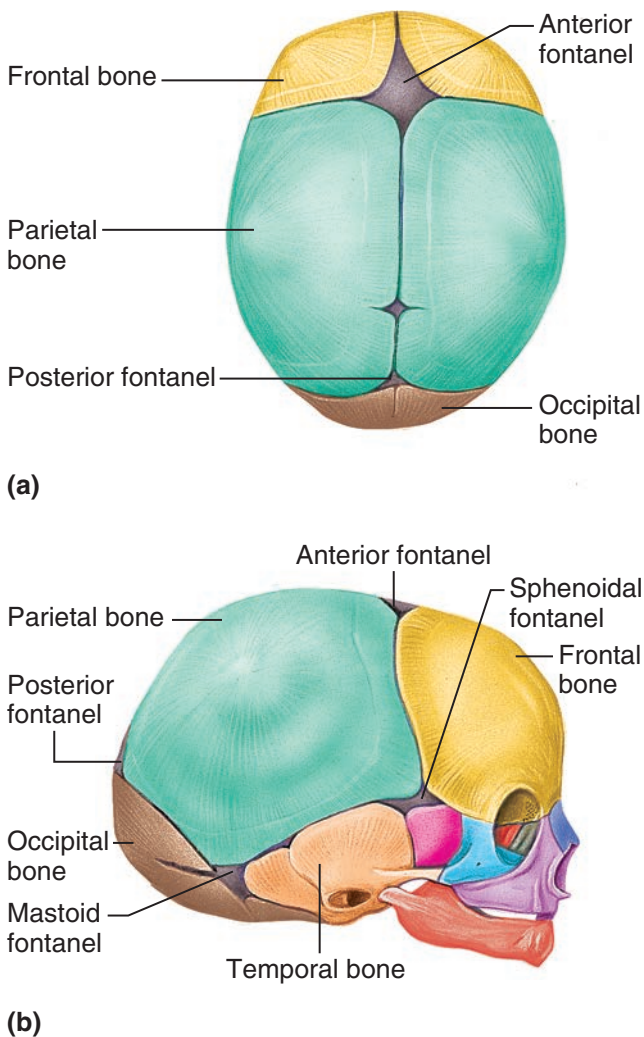 Anterior
fontanel
Frontal bone
Parietal
bone
Posterior fontanel
Occipital
bone
(a)
Anterior fontanel
Sphenoidal
fontanel
Parietal bone
Frontal
bone
Posterior
fontanel
Occipital
bone
Mastoid
fontanel
Temporal bone
(b)